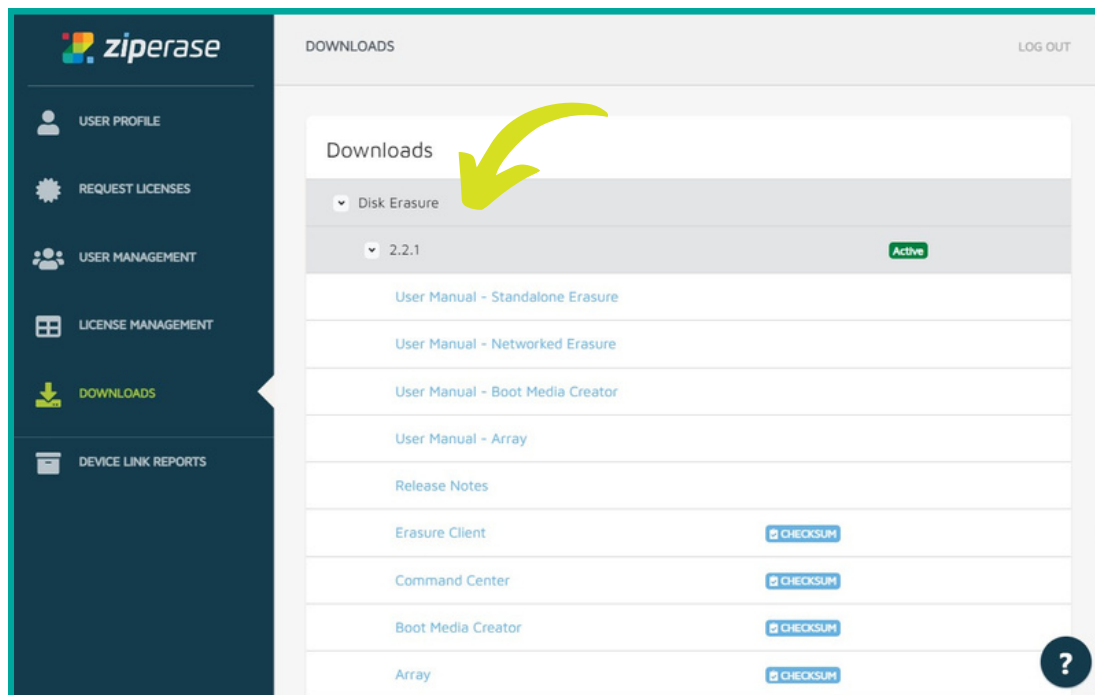 ziperase
DOWNLOADS
LOG OUT
USER PROFILE
REQUEST LICENSES
USER MANAGEMENT
LICENSE MANAGEMENT
DOWNLOADS
DEVICE LINK REPORTS
Downloads
Disk Erasure
2.2.1
Active
User Manual - Standalone Erasure
User Manual - Networked Erasure
User Manual - Boot Media Creator
User Manual - Array
Release Notes
Erasure Client
CHECKSUM
Command Center
CHECKSUM
Boot Media Creator
CHECKSUM
Array
CHECKSUM
?